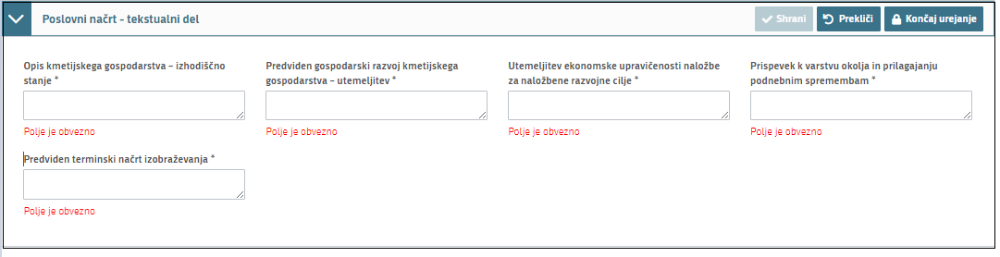 Poslovni načrt - tekstualni del
Shrani
Prekliči
Končaj urejanje
Opis kmetijskega gospodarstva – izhodiščno
stanje *
Polje je obvezno
Predviden gospodarski razvoj kmetijskega
gospodarstva – utemeljitev *
Polje je obvezno
Utemeljitev ekonomske upravičenosti naložbe
za naložbene razvojne cilje *
Polje je obvezno
Prispevek k varstvu okolja in prilagajanju
podnebnim spremembam *
Polje je obvezno
Predviden terminski načrt izobraževanja *
Polje je obvezno